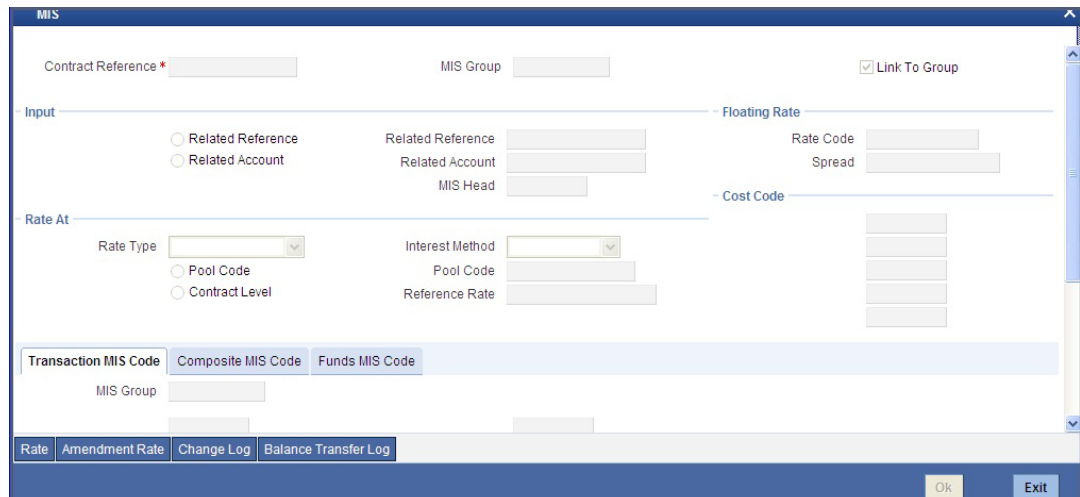 MIS
Contract Reference * MIS Group Link To Group
Input Floating Rate
Related Reference Related Reference Rate Code
Related Account Related Account Spread
MIS Head
Cost Code
Rate At
Rate Type Interest Method
Pool Code Pool Code
Contract Level Reference Rate
Transaction MIS Code Composite MIS Code Funds MIS Code
MIS Group
Rate Amendment Rate Change Log Balance Transfer Log
Ok Exit